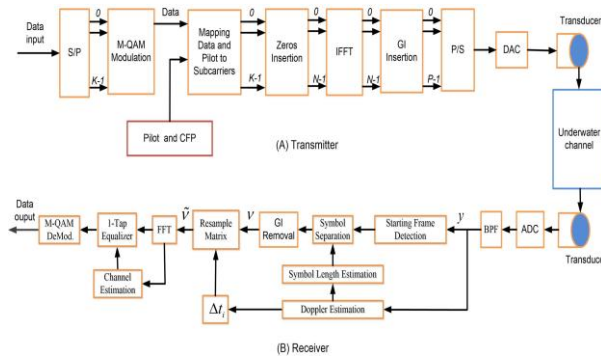 Data
input
S/P
0
K-1
M-QAM
Modulation
Data
Mapping
Data and
Pilot to
Subcarriers
0
K-1
Zeros
Insertion
0
N-1
IFFT
0
N-1
GI
Insertion
0
P-1
P/S
DAC
Transducer
Pilot and CFP
(A) Transmitter
Underwater
channel
Data
ouput
M-QAM
DeMod.
1-Tap
Equalizer
FFT
ṽ
Resample
Matrix
v
GI
Removal
Symbol
Separation
Starting Frame
Detection
y
BPF
ADC
Transducer
Channel
Estimation
Symbol Length Estimation
Δtᵢ
Doppler Estimation
(B) Receiver